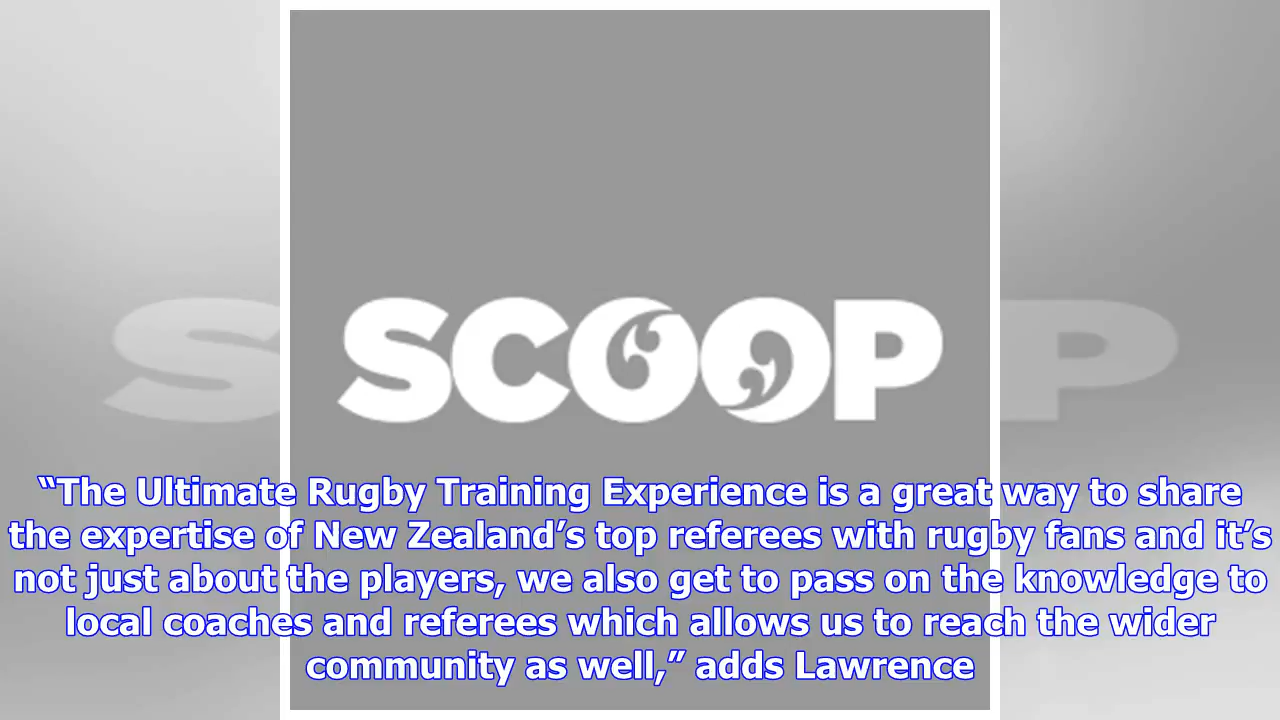 SCOOP
“The Ultimate Rugby Training Experience is a great way to share
the expertise of New Zealand’s top referees with rugby fans and it’s
not just about the players, we also get to pass on the knowledge to
local coaches and referees which allows us to reach the wider
community as well,” adds Lawrence